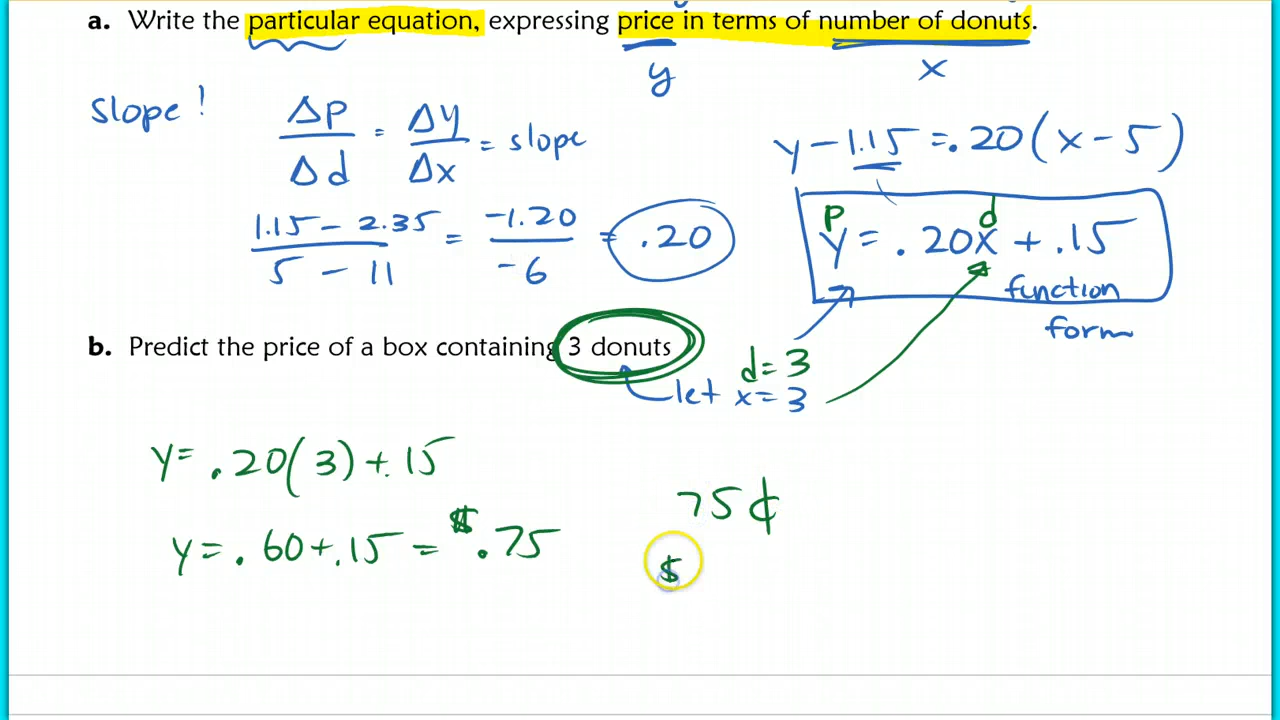 a. Write the particular equation, expressing price in terms of number of donuts.
y x
slope!
Δp/Δd = Δy/Δx = slope
y - 1.15 = .20(x - 5)
1.15 - 2.35 / 5 - 11 = -1.20 / -6 = .20
p d
y = .20x + .15
function form
b. Predict the price of a box containing 3 donuts
d = 3
let x = 3
y = .20(3) + .15
y = .60 + .15 = $.75
75¢
$